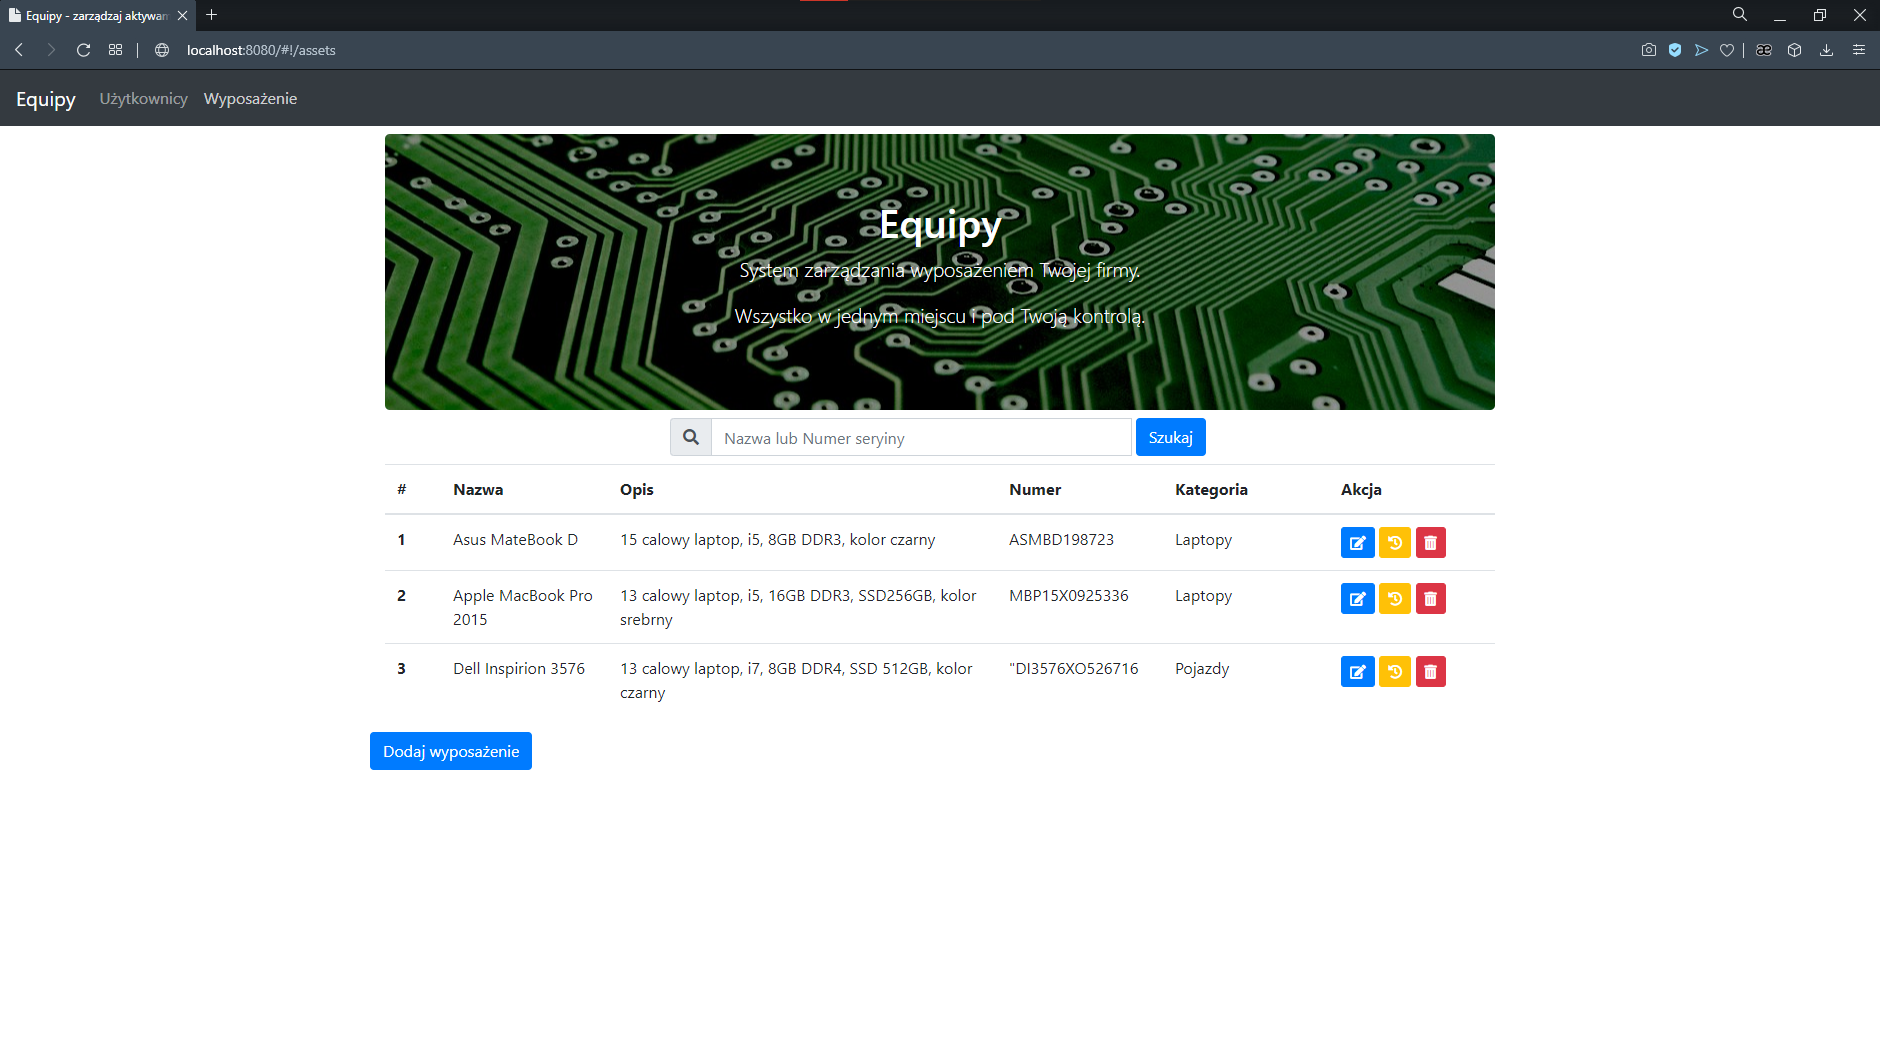 Equipy - zarządzaj aktywam
localhost:8080/#!/assets
Equipy Użytkownicy Wyposażenie
Equipy
System zarządzania wyposażeniem Twojej firmy.
Wszystko w jednym miejscu i pod Twoją kontrolą.
Nazwa lub Numer seryiny Szukaj
# Nazwa Opis Numer Kategoria Akcja
1 Asus MateBook D 15 calowy laptop, i5, 8GB DDR3, kolor czarny ASMBD198723 Laptopy
2 Apple MacBook Pro 13 calowy laptop, i5, 16GB DDR3, SSD256GB, kolor MBP15X0925336 Laptopy
2015 srebrny
3 Dell Inspirion 3576 13 calowy laptop, i7, 8GB DDR4, SSD 512GB, kolor "DI3576XO526716 Pojazdy
czarny
Dodaj wyposażenie